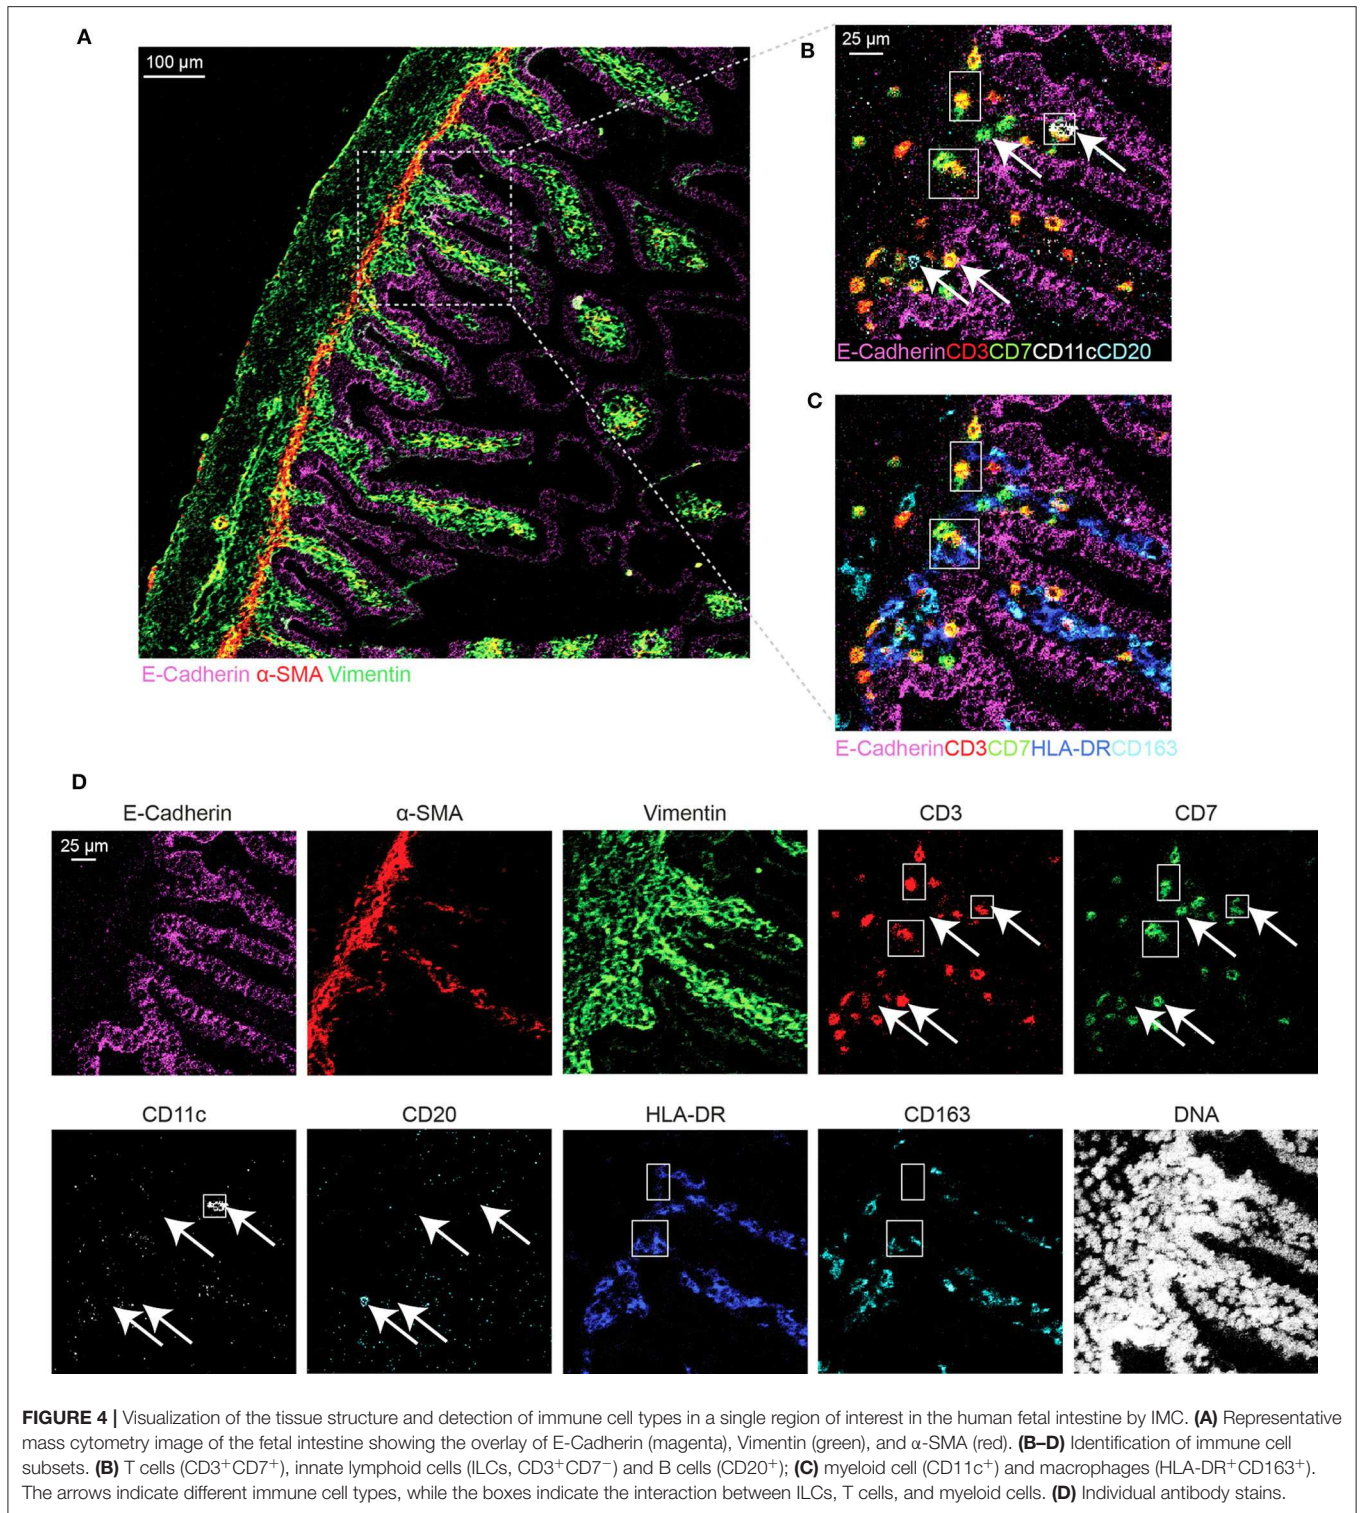 A
100 µm
E-Cadherin α-SMA Vimentin
B
25 µm
E-CadherinCD3CD7CD11cCD20
C
E-CadherinCD3CD7HLA-DRCD163
D
E-Cadherin α-SMA Vimentin CD3 CD7
25 µm
CD11c CD20 HLA-DR CD163 DNA
FIGURE 4 | Visualization of the tissue structure and detection of immune cell types in a single region of interest in the human fetal intestine by IMC. (A) Representative
mass cytometry image of the fetal intestine showing the overlay of E-Cadherin (magenta), Vimentin (green), and α-SMA (red). (B–D) Identification of immune cell
subsets. (B) T cells (CD3⁺CD7⁺), innate lymphoid cells (ILCs, CD3⁺CD7⁻) and B cells (CD20⁺); (C) myeloid cell (CD11c⁺) and macrophages (HLA-DR⁺CD163⁺).
The arrows indicate different immune cell types, while the boxes indicate the interaction between ILCs, T cells, and myeloid cells. (D) Individual antibody stains.